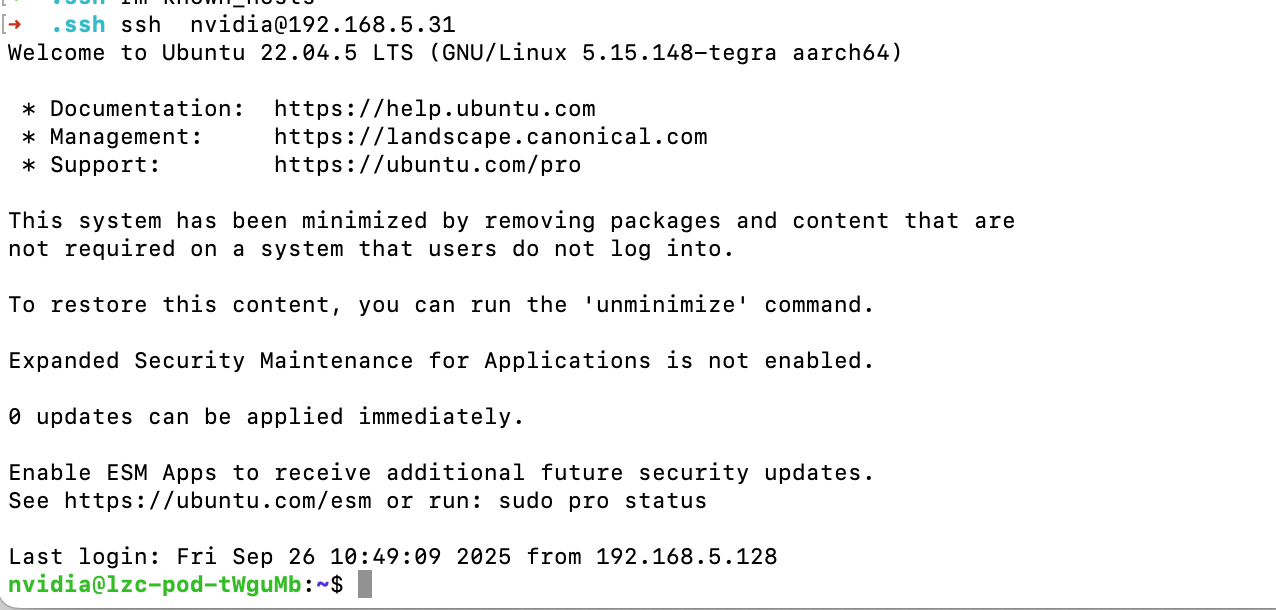 ➜  .ssh ssh  nvidia@192.168.5.31
Welcome to Ubuntu 22.04.5 LTS (GNU/Linux 5.15.148-tegra aarch64)

 * Documentation:  https://help.ubuntu.com
 * Management:     https://landscape.canonical.com
 * Support:        https://ubuntu.com/pro

This system has been minimized by removing packages and content that are
not required on a system that users do not log into.

To restore this content, you can run the 'unminimize' command.

Expanded Security Maintenance for Applications is not enabled.

0 updates can be applied immediately.

Enable ESM Apps to receive additional future security updates.
See https://ubuntu.com/esm or run: sudo pro status

Last login: Fri Sep 26 10:49:09 2025 from 192.168.5.128
nvidia@lzc-pod-tWguMb:~$